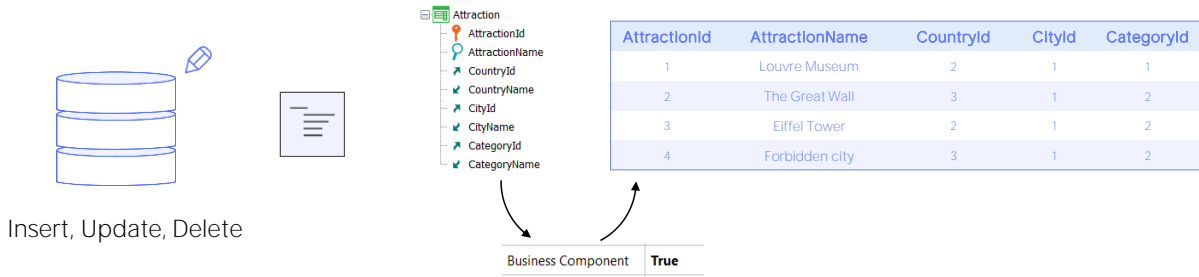 Attraction
AttractionId
AttractionName
CountryId
CountryName
CityId
CityName
CategoryId
CategoryName
AttractionId AttractionName CountryId CityId CategoryId
1 Louvre Museum 2 1 1
2 The Great Wall 3 1 2
3 Eiffel Tower 2 1 2
4 Forbidden city 3 1 2
Insert, Update, Delete
Business Component True